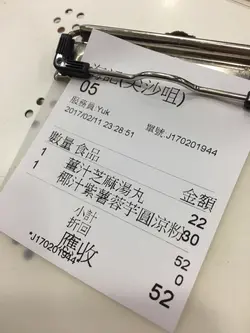 記(尖沙咀)
05
服務員:Yuk
2017/02/11 23:28:51 單號:J170201944
數量 食品 金額
1 薑汁芝麻湯丸 22
1 椰汁紫薯蓉芋圓涼粉 30
小計 52
折回 0
應收 52
*J170201944*